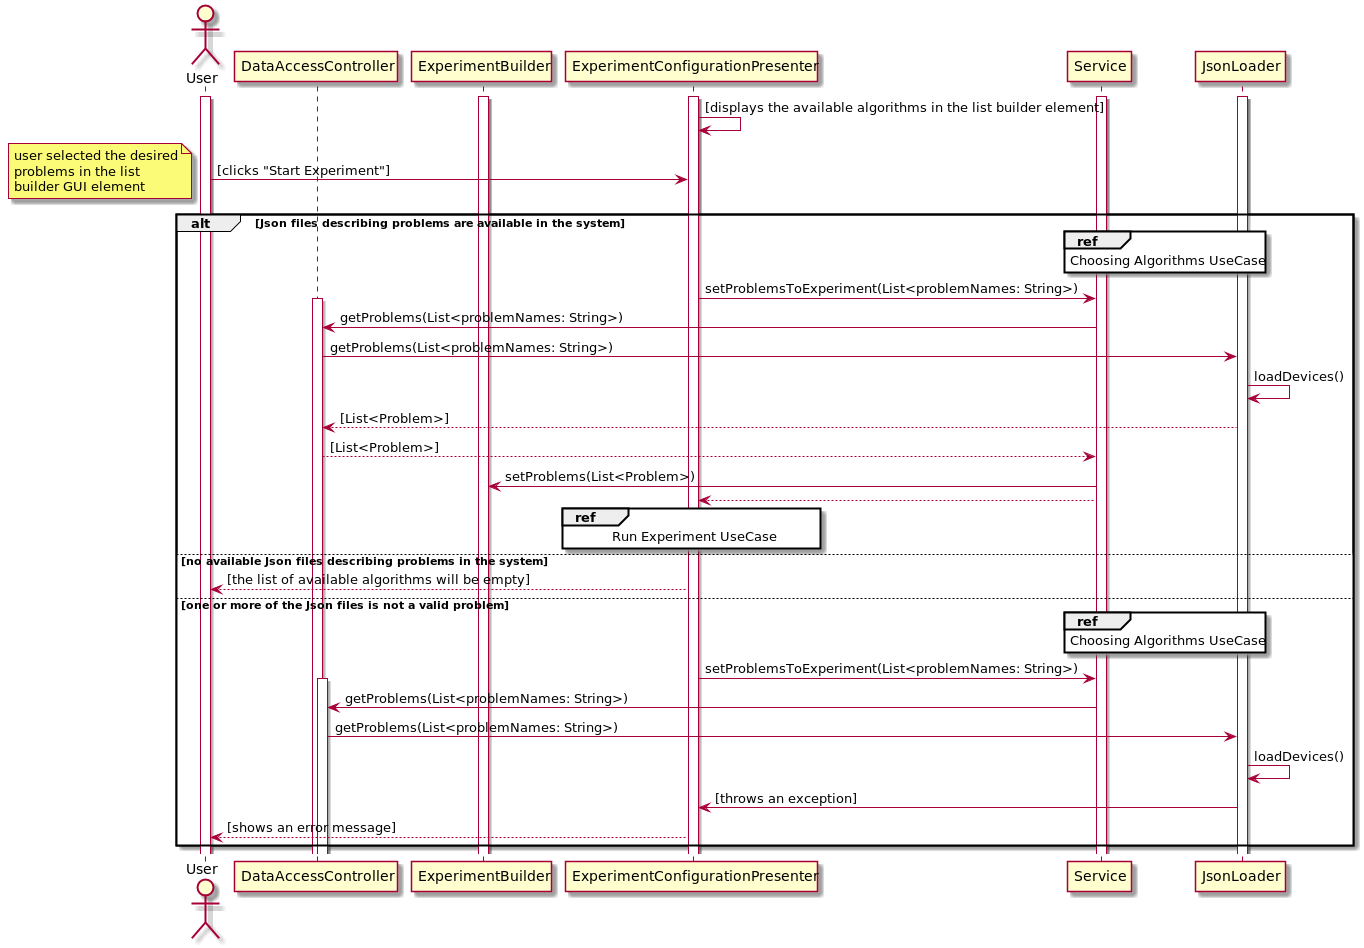 User
DataAccessController
ExperimentBuilder
ExperimentConfigurationPresenter
Service
JsonLoader
[displays the available algorithms in the list builder element]
user selected the desired
problems in the list
builder GUI element
[clicks "Start Experiment"]
alt
[Json files describing problems are available in the system]
ref
Choosing Algorithms UseCase
setProblemsToExperiment(List<problemNames: String>)
getProblems(List<problemNames: String>)
getProblems(List<problemNames: String>)
loadDevices()
[List<Problem>]
[List<Problem>]
setProblems(List<Problem>)
ref
Run Experiment UseCase
[no available Json files describing problems in the system]
[the list of available algorithms will be empty]
[one or more of the Json files is not a valid problem]
ref
Choosing Algorithms UseCase
setProblemsToExperiment(List<problemNames: String>)
getProblems(List<problemNames: String>)
getProblems(List<problemNames: String>)
loadDevices()
[throws an exception]
[shows an error message]
User
DataAccessController
ExperimentBuilder
ExperimentConfigurationPresenter
Service
JsonLoader